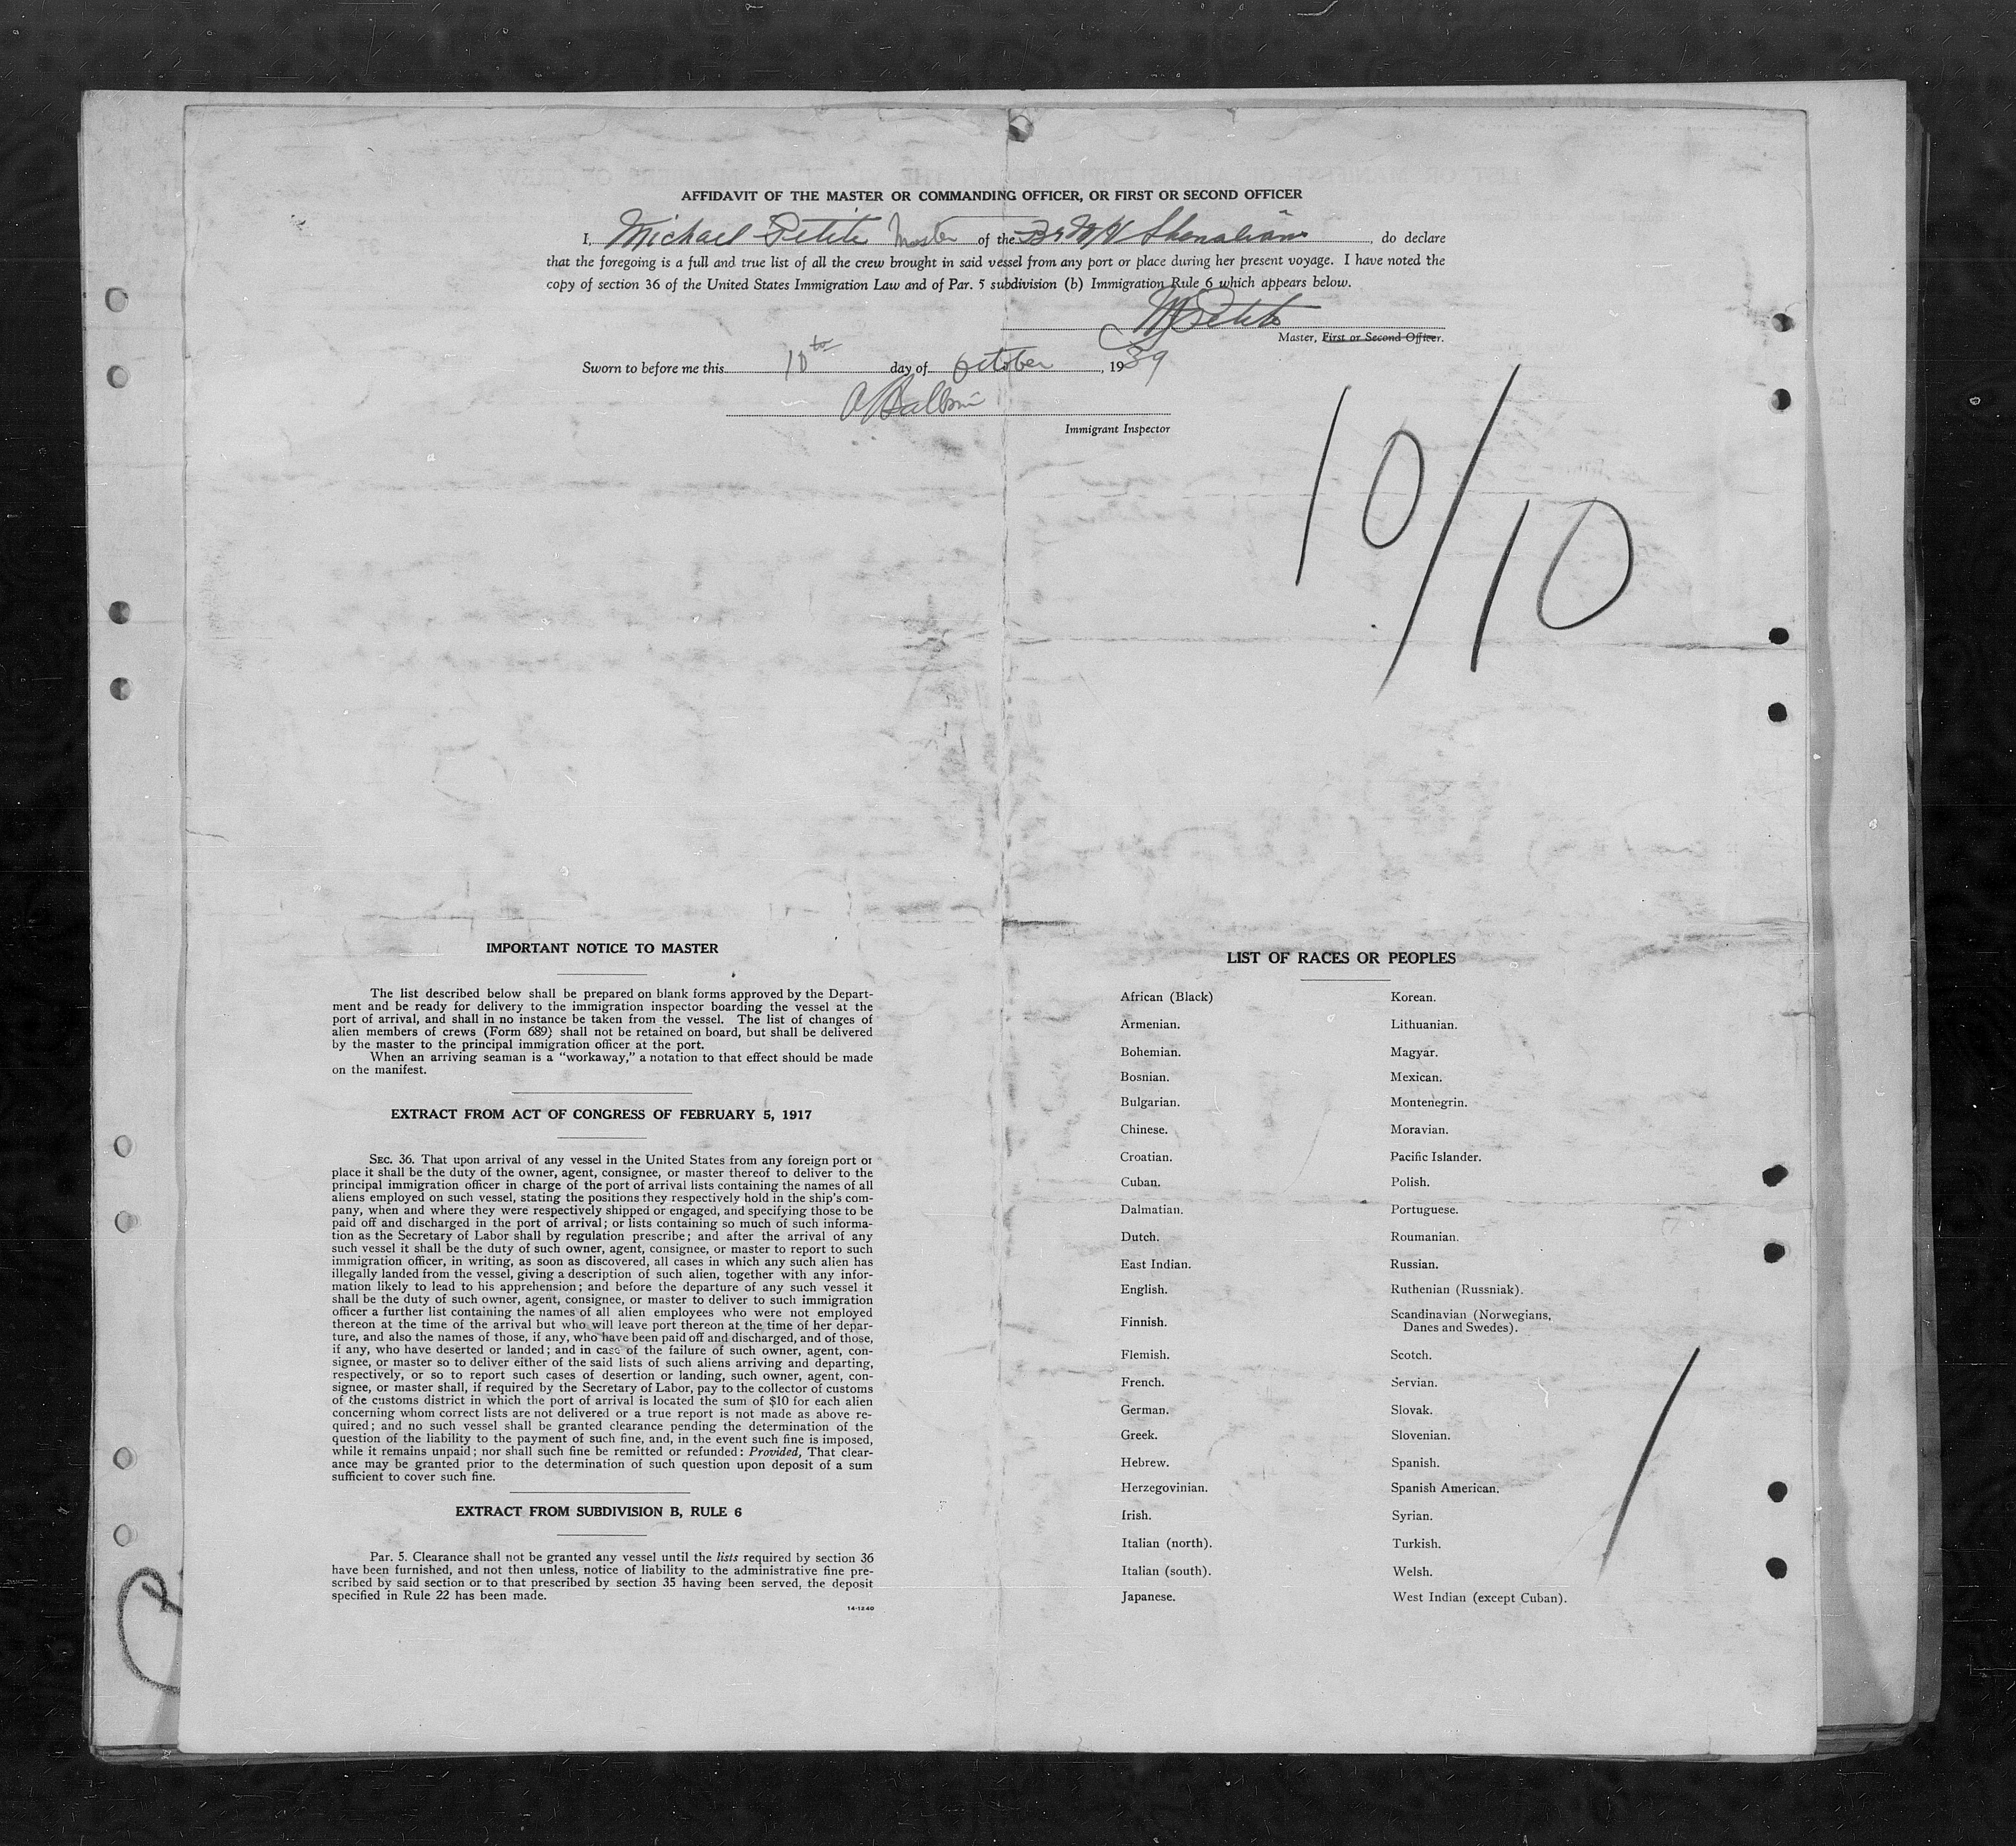 AFFIDAVIT OF THE MASTER OR COMMANDING OFFICER, OR FIRST OR SECOND OFFICER
I, Michael Petite Master of the Br M/V , do declare
that the foregoing is a full and true list of all the crew brought in said vessel from any port or place during her present voyage. I have noted the
copy of section 36 of the United States Immigration Law and of Par. 5 subdivision (b) Immigration Rule 6 which appears below.
M Petite
Master, First or Second Officer.
Sworn to before me this 10th day of October, 1939
Immigrant Inspector
10/10
IMPORTANT NOTICE TO MASTER
The list described below shall be prepared on blank forms approved by the Depart-
ment and be ready for delivery to the immigration inspector boarding the vessel at the
port of arrival, and shall in no instance be taken from the vessel. The list of changes of
alien members of crews (Form 689) shall not be retained on board, but shall be delivered
by the master to the principal immigration officer at the port.
When an arriving seaman is a "workaway," a notation to that effect should be made
on the manifest.
EXTRACT FROM ACT OF CONGRESS OF FEBRUARY 5, 1917
SEC. 36. That upon arrival of any vessel in the United States from any foreign port or
place it shall be the duty of the owner, agent, consignee, or master thereof to deliver to the
principal immigration officer in charge of the port of arrival lists containing the names of all
aliens employed on such vessel, stating the positions they respectively hold in the ship's com-
pany, when and where they were respectively shipped or engaged, and specifying those to be
paid off and discharged in the port of arrival; or lists containing so much of such informa-
tion as the Secretary of Labor shall by regulation prescribe; and after the arrival of any
such vessel it shall be the duty of such owner, agent, consignee, or master to report to such
immigration officer, in writing, as soon as discovered, all cases in which any such alien has
illegally landed from the vessel, giving a description of such alien, together with any infor-
mation likely to lead to his apprehension; and before the departure of any such vessel it
shall be the duty of such owner, agent, consignee, or master to deliver to such immigration
officer a further list containing the names of all alien employees who were not employed
thereon at the time of the arrival but who will leave port thereon at the time of her depar-
ture, and also the names of those, if any, who have been paid off and discharged, and of those,
if any, who have deserted or landed; and in case of the failure of such owner, agent, con-
signee, or master so to deliver either of the said lists of such aliens arriving and departing,
respectively, or so to report such cases of desertion or landing, such owner, agent, con-
signee, or master shall, if required by the Secretary of Labor, pay to the collector of customs
of the customs district in which the port of arrival is located the sum of $10 for each alien
concerning whom correct lists are not delivered or a true report is not made as above re-
quired; and no such vessel shall be granted clearance pending the determination of the
question of the liability to the payment of such fine, and, in the event such fine is imposed,
while it remains unpaid; nor shall such fine be remitted or refunded: Provided, That clear-
ance may be granted prior to the determination of such question upon deposit of a sum
sufficient to cover such fine.
EXTRACT FROM SUBDIVISION B, RULE 6
Par. 5. Clearance shall not be granted any vessel until the lists required by section 36
have been furnished, and not then unless, notice of liability to the administrative fine pre-
scribed by said section or to that prescribed by section 35 having been served, the deposit
specified in Rule 22 has been made.
14-1240
LIST OF RACES OR PEOPLES
African (Black)
Armenian.
Bohemian.
Bosnian.
Bulgarian.
Chinese.
Croatian.
Cuban.
Dalmatian.
Dutch.
East Indian.
English.
Finnish.
Flemish.
French.
German.
Greek.
Hebrew.
Herzegovinian.
Irish.
Italian (north).
Italian (south).
Japanese.
Korean.
Lithuanian.
Magyar.
Mexican.
Montenegrin.
Moravian.
Pacific Islander.
Polish.
Portuguese.
Roumanian.
Russian.
Ruthenian (Russniak).
Scandinavian (Norwegians,
Danes and Swedes).
Scotch.
Servian.
Slovak.
Slovenian.
Spanish.
Spanish American.
Syrian.
Turkish.
Welsh.
West Indian (except Cuban).